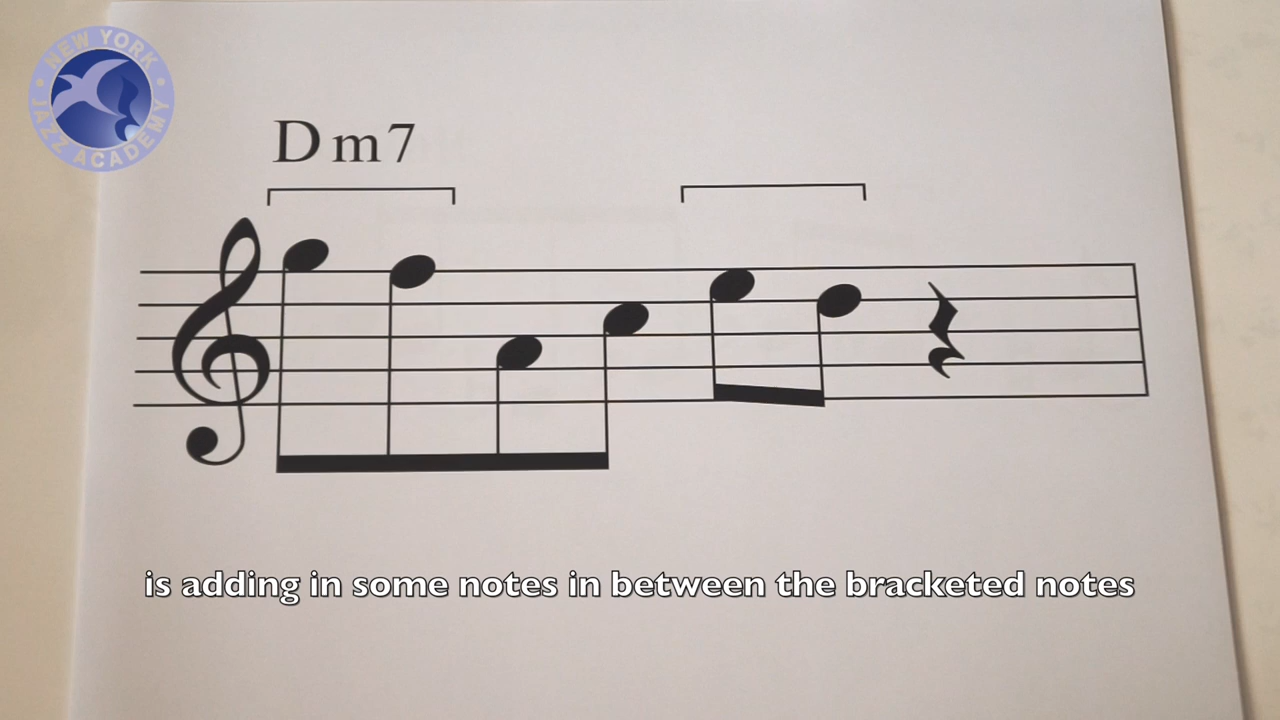 NEW YORK
JAZZ ACADEMY
Dm7
is adding in some notes in between the bracketed notes